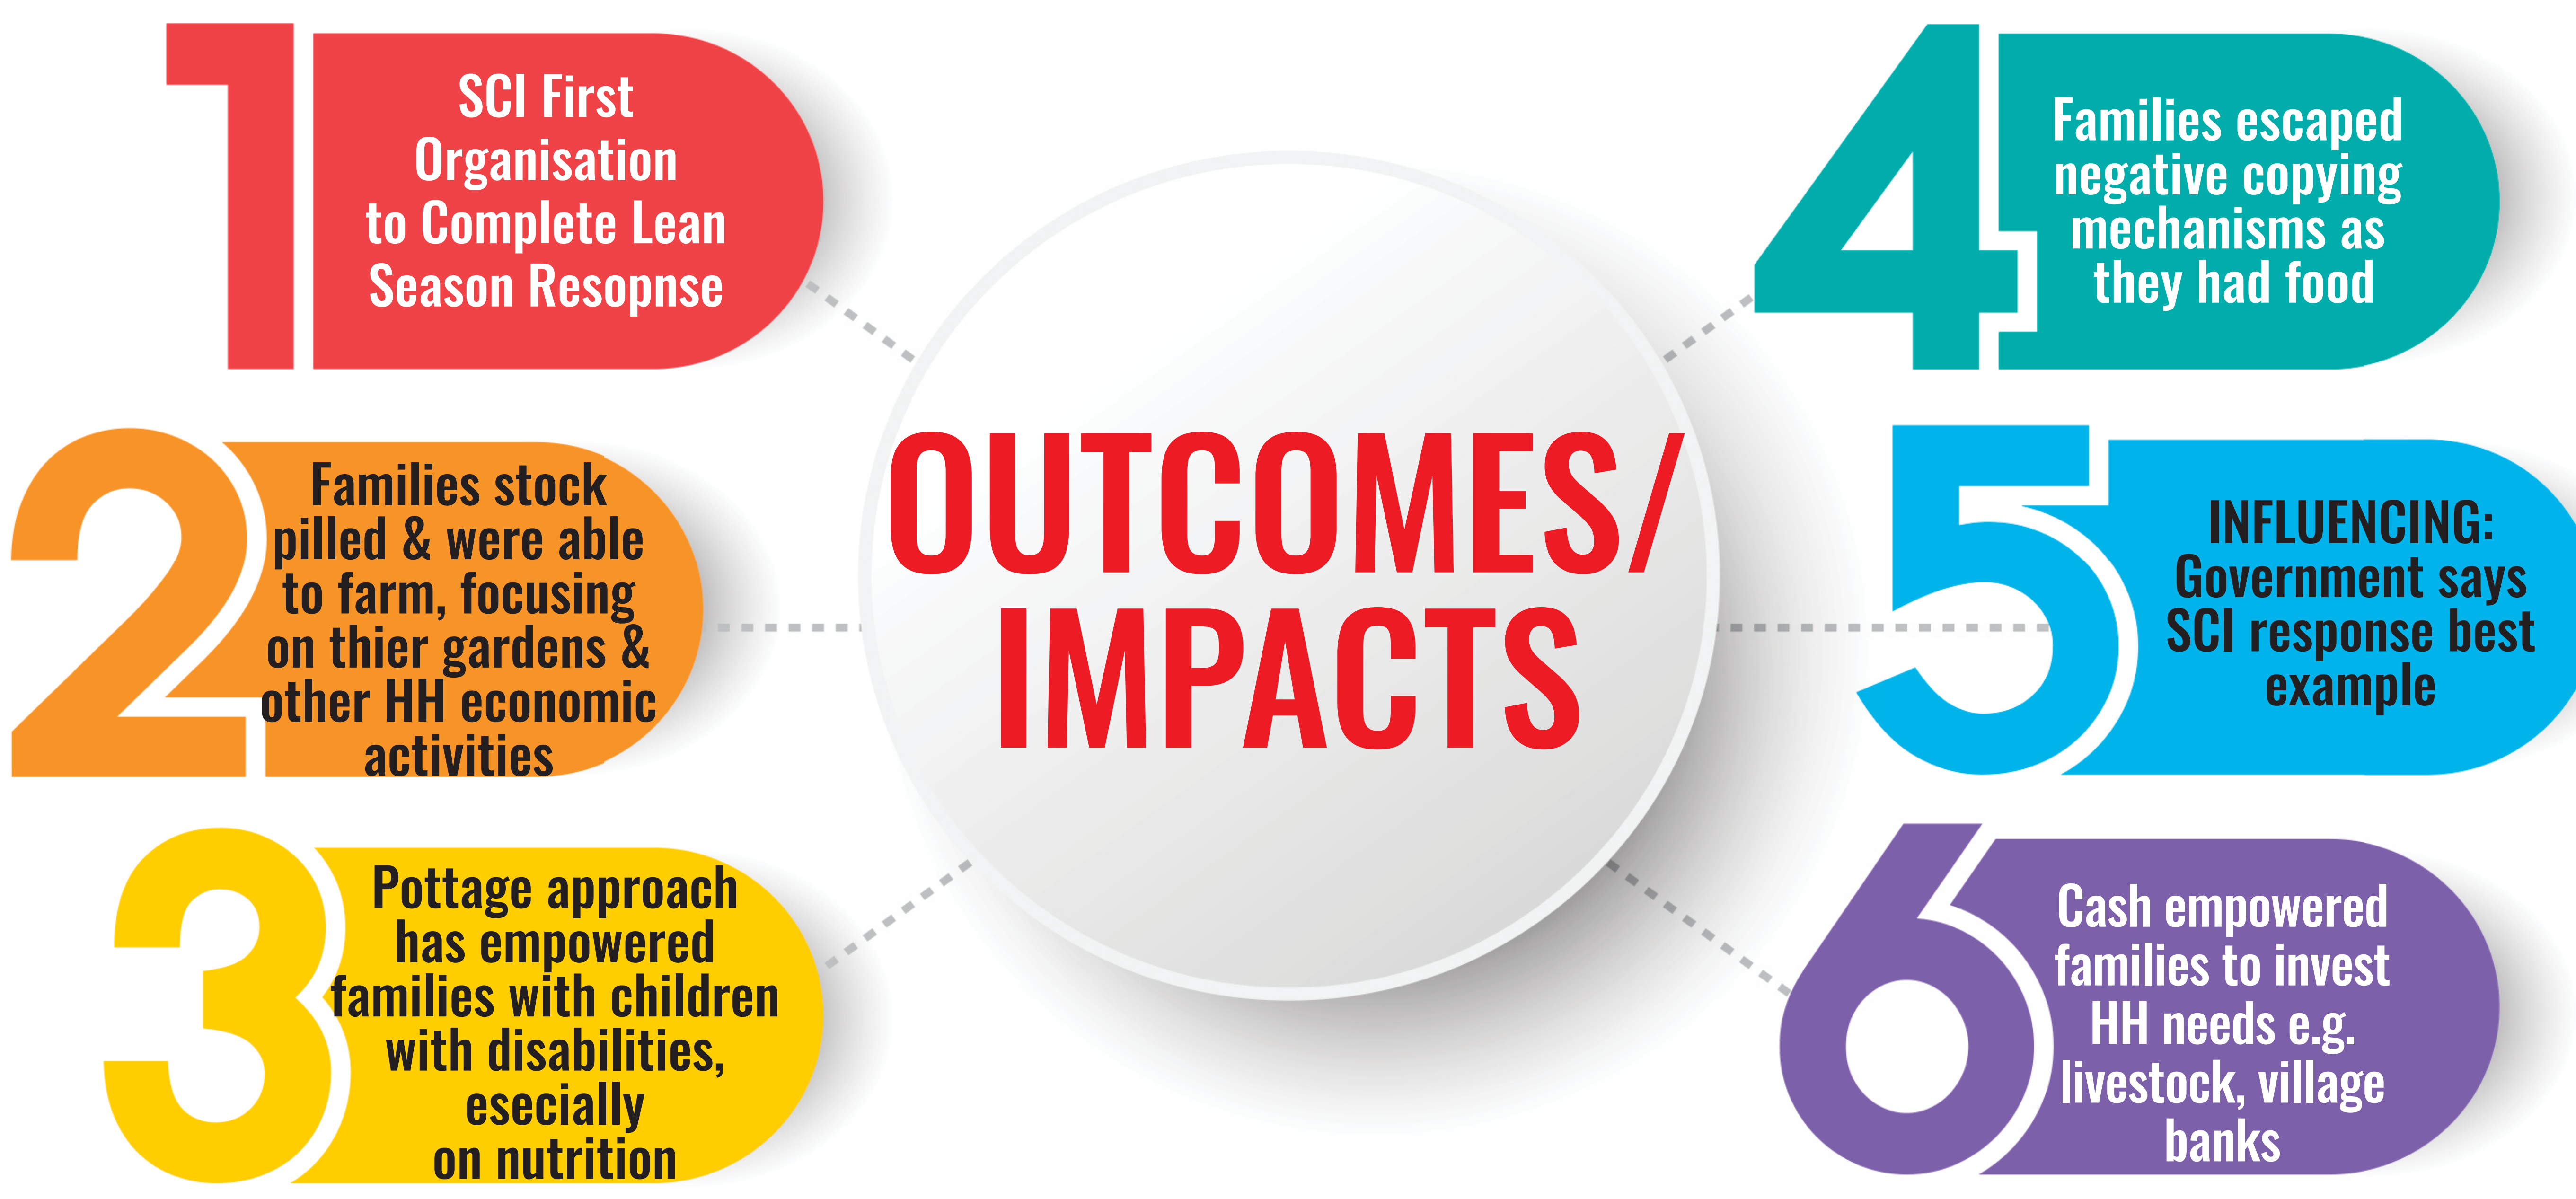 1
SCI First
Organisation
to Complete Lean
Season Resopnse
2
Families stock
pilled & were able
to farm, focusing
on thier gardens &
other HH economic
activities
3
Pottage approach
has empowered
families with children
with disabilities,
esecially
on nutrition
OUTCOMES/
IMPACTS
4
Families escaped
negative copying
mechanisms as
they had food
5
INFLUENCING:
Government says
SCI response best
example
6
Cash empowered
families to invest
HH needs e.g.
livestock, village
banks